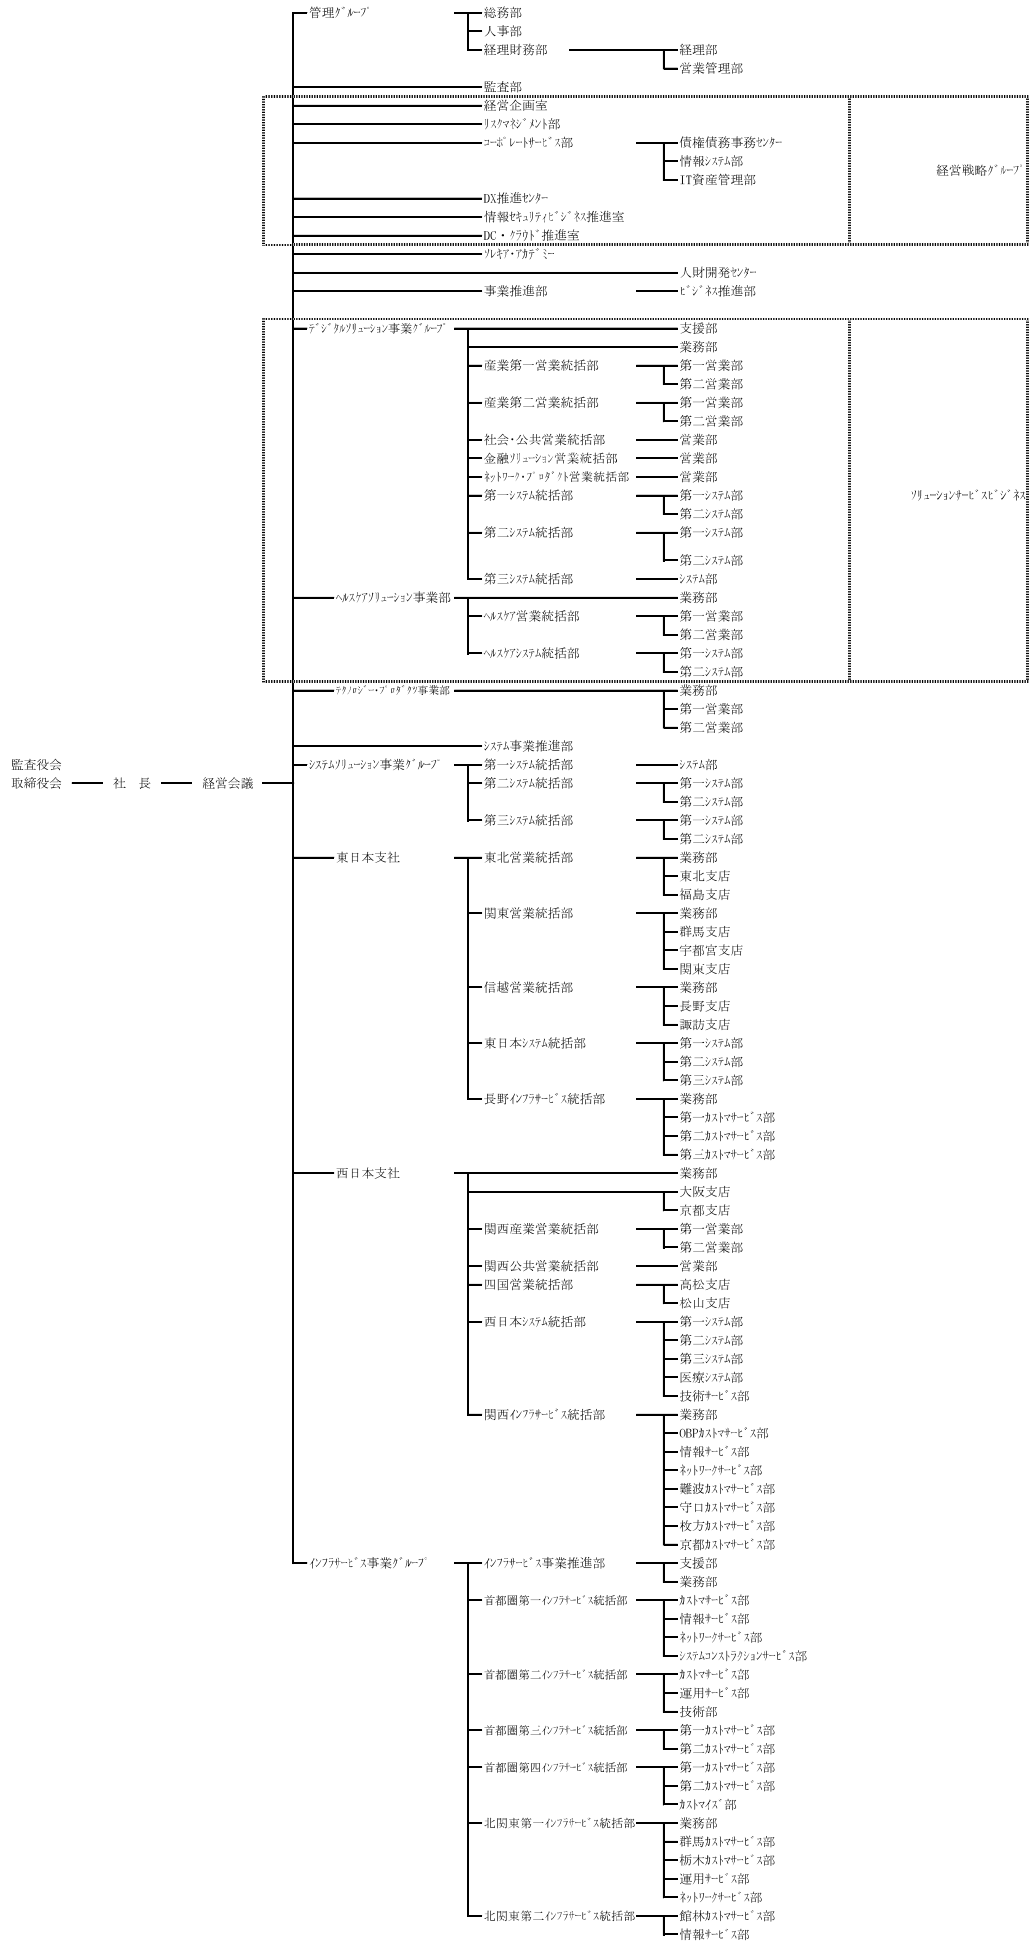 管理ｸﾞﾙｰﾌﾟ 総務部
人事部
経理財務部 経理部
営業管理部
監査部
経営企画室
ﾘｽｸﾏﾈｼﾞﾒﾝﾄ部
ｺｰﾎﾟﾚｰﾄｻｰﾋﾞｽ部 債権債務事務ｾﾝﾀｰ
情報ｼｽﾃﾑ部
経営戦略ｸﾞﾙｰﾌﾟ
IT資産管理部
DX推進ｾﾝﾀｰ
情報ｾｷｭﾘﾃｨﾋﾞｼﾞﾈｽ推進室
DC・ｸﾗｳﾄﾞ推進室
ｿﾚｷｱ･ｱｶﾃﾞﾐｰ
人財開発ｾﾝﾀｰ
事業推進部 ﾋﾞｼﾞﾈｽ推進部
ﾃﾞｼﾞﾀﾙｿﾘｭｰｼｮﾝ事業ｸﾞﾙｰﾌﾟ 支援部
業務部
産業第一営業統括部 第一営業部
第二営業部
産業第二営業統括部 第一営業部
第二営業部
社会･公共営業統括部 営業部
金融ｿﾘｭｰｼｮﾝ営業統括部 営業部
ﾈｯﾄﾜｰｸ･ﾌﾟﾛﾀﾞｸﾄ営業統括部 営業部
第一ｼｽﾃﾑ統括部 第一ｼｽﾃﾑ部 ｿﾘｭｰｼｮﾝｻｰﾋﾞｽﾋﾞｼﾞﾈｽ
第二ｼｽﾃﾑ部
第二ｼｽﾃﾑ統括部 第一ｼｽﾃﾑ部
第二ｼｽﾃﾑ部
第三ｼｽﾃﾑ統括部 ｼｽﾃﾑ部
ﾍﾙｽｹｱｿﾘｭｰｼｮﾝ事業部 業務部
ﾍﾙｽｹｱ営業統括部 第一営業部
第二営業部
ﾍﾙｽｹｱｼｽﾃﾑ統括部 第一ｼｽﾃﾑ部
第二ｼｽﾃﾑ部
ﾃｸﾉﾛｼﾞｰ･ﾌﾟﾛﾀﾞｸﾂ事業部 業務部
第一営業部
第二営業部
ｼｽﾃﾑ事業推進部
監査役会 ｼｽﾃﾑｿﾘｭｰｼｮﾝ事業ｸﾞﾙｰﾌﾟ 第一ｼｽﾃﾑ統括部 ｼｽﾃﾑ部
取締役会 社　長 経営会議 第二ｼｽﾃﾑ統括部 第一ｼｽﾃﾑ部
第二ｼｽﾃﾑ部
第三ｼｽﾃﾑ統括部 第一ｼｽﾃﾑ部
第二ｼｽﾃﾑ部
東日本支社 東北営業統括部 業務部
東北支店
福島支店
関東営業統括部 業務部
群馬支店
宇都宮支店
関東支店
信越営業統括部 業務部
長野支店
諏訪支店
東日本ｼｽﾃﾑ統括部 第一ｼｽﾃﾑ部
第二ｼｽﾃﾑ部
第三ｼｽﾃﾑ部
長野ｲﾝﾌﾗｻｰﾋﾞｽ統括部 業務部
第一ｶｽﾄﾏｻｰﾋﾞｽ部
第二ｶｽﾄﾏｻｰﾋﾞｽ部
第三ｶｽﾄﾏｻｰﾋﾞｽ部
西日本支社 業務部
大阪支店
京都支店
関西産業営業統括部 第一営業部
第二営業部
関西公共営業統括部 営業部
四国営業統括部 高松支店
松山支店
西日本ｼｽﾃﾑ統括部 第一ｼｽﾃﾑ部
第二ｼｽﾃﾑ部
第三ｼｽﾃﾑ部
医療ｼｽﾃﾑ部
技術ｻｰﾋﾞｽ部
関西ｲﾝﾌﾗｻｰﾋﾞｽ統括部 業務部
OBPｶｽﾄﾏｻｰﾋﾞｽ部
情報ｻｰﾋﾞｽ部
ﾈｯﾄﾜｰｸｻｰﾋﾞｽ部
難波ｶｽﾄﾏｻｰﾋﾞｽ部
守口ｶｽﾄﾏｻｰﾋﾞｽ部
枚方ｶｽﾄﾏｻｰﾋﾞｽ部
京都ｶｽﾄﾏｻｰﾋﾞｽ部
ｲﾝﾌﾗｻｰﾋﾞｽ事業ｸﾞﾙｰﾌﾟ ｲﾝﾌﾗｻｰﾋﾞｽ事業推進部 支援部
業務部
首都圏第一ｲﾝﾌﾗｻｰﾋﾞｽ統括部 ｶｽﾄﾏｻｰﾋﾞｽ部
情報ｻｰﾋﾞｽ部
ﾈｯﾄﾜｰｸｻｰﾋﾞｽ部
ｼｽﾃﾑｺﾝｽﾄﾗｸｼｮﾝｻｰﾋﾞｽ部
首都圏第二ｲﾝﾌﾗｻｰﾋﾞｽ統括部 ｶｽﾄﾏｻｰﾋﾞｽ部
運用ｻｰﾋﾞｽ部
技術部
首都圏第三ｲﾝﾌﾗｻｰﾋﾞｽ統括部 第一ｶｽﾄﾏｻｰﾋﾞｽ部
第二ｶｽﾄﾏｻｰﾋﾞｽ部
首都圏第四ｲﾝﾌﾗｻｰﾋﾞｽ統括部 第一ｶｽﾄﾏｻｰﾋﾞｽ部
第二ｶｽﾄﾏｻｰﾋﾞｽ部
ｶｽﾄﾏｲｽﾞ部
北関東第一ｲﾝﾌﾗｻｰﾋﾞｽ統括部 業務部
群馬ｶｽﾄﾏｻｰﾋﾞｽ部
栃木ｶｽﾄﾏｻｰﾋﾞｽ部
運用ｻｰﾋﾞｽ部
ﾈｯﾄﾜｰｸｻｰﾋﾞｽ部
北関東第二ｲﾝﾌﾗｻｰﾋﾞｽ統括部 館林ｶｽﾄﾏｻｰﾋﾞｽ部
情報ｻｰﾋﾞｽ部